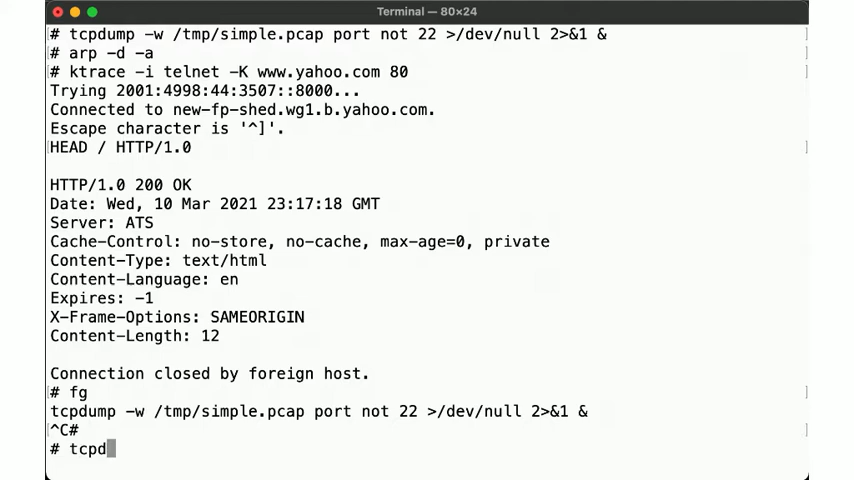 Terminal — 80×24
# tcpdump -w /tmp/simple.pcap port not 22 >/dev/null 2>&1 &
# arp -d -a
# ktrace -i telnet -K www.yahoo.com 80
Trying 2001:4998:44:3507::8000...
Connected to new-fp-shed.wg1.b.yahoo.com.
Escape character is '^]'.
HEAD / HTTP/1.0

HTTP/1.0 200 OK
Date: Wed, 10 Mar 2021 23:17:18 GMT
Server: ATS
Cache-Control: no-store, no-cache, max-age=0, private
Content-Type: text/html
Content-Language: en
Expires: -1
X-Frame-Options: SAMEORIGIN
Content-Length: 12

Connection closed by foreign host.
# fg
tcpdump -w /tmp/simple.pcap port not 22 >/dev/null 2>&1 &
^C#
# tcpd